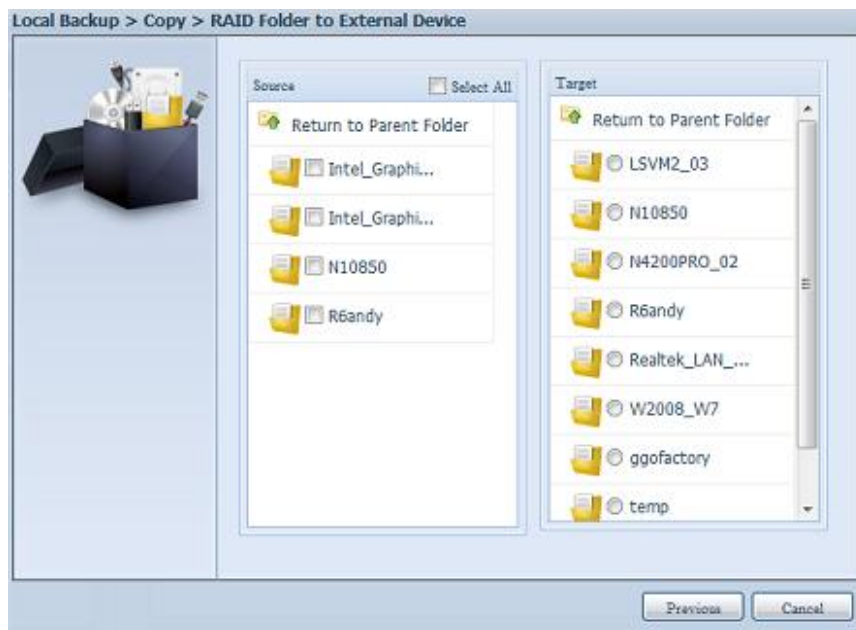 Local Backup > Copy > RAID Folder to External Device
Source
Select All
Return to Parent Folder
Intel_Graphi...
Intel_Graphi...
N10850
R6andy
Target
Return to Parent Folder
LSVM2_03
N10850
N4200PRO_02
R6andy
Realtek_LAN_...
W2008_W7
ggofactory
temp
Previous
Cancel